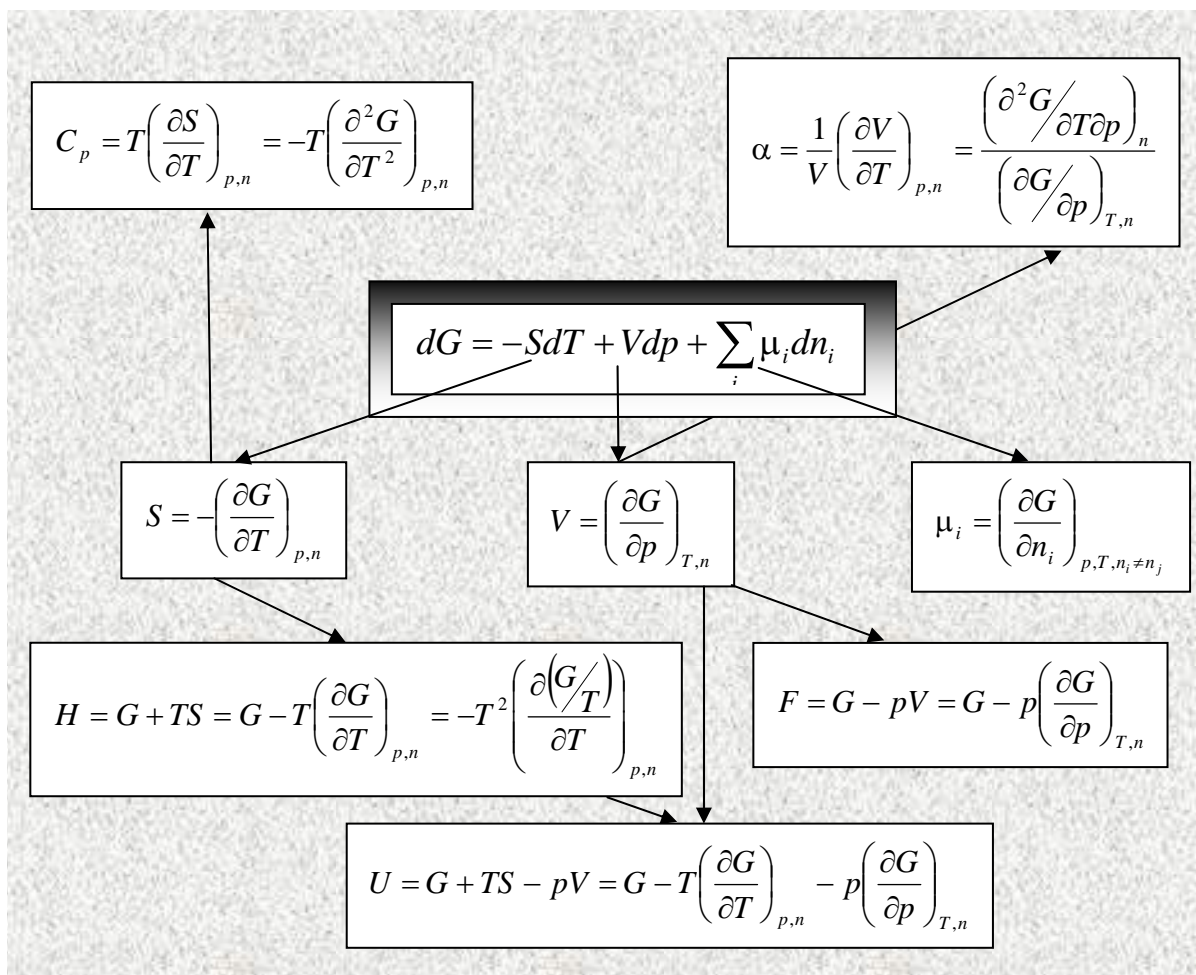 C_p = T(∂S/∂T)_{p,n} = −T(∂²G/∂T²)_{p,n}
α = 1/V (∂V/∂T)_{p,n} = (∂²G/∂T∂p)_n / (∂G/∂p)_{T,n}
dG = −SdT + Vdp + ∑_i μ_i dn_i
S = −(∂G/∂T)_{p,n}
V = (∂G/∂p)_{T,n}
μ_i = (∂G/∂n_i)_{p,T,n_i≠n_j}
H = G + TS = G − T(∂G/∂T)_{p,n} = −T²(∂(G/T)/∂T)_{p,n}
F = G − pV = G − p(∂G/∂p)_{T,n}
U = G + TS − pV = G − T(∂G/∂T)_{p,n} − p(∂G/∂p)_{T,n}